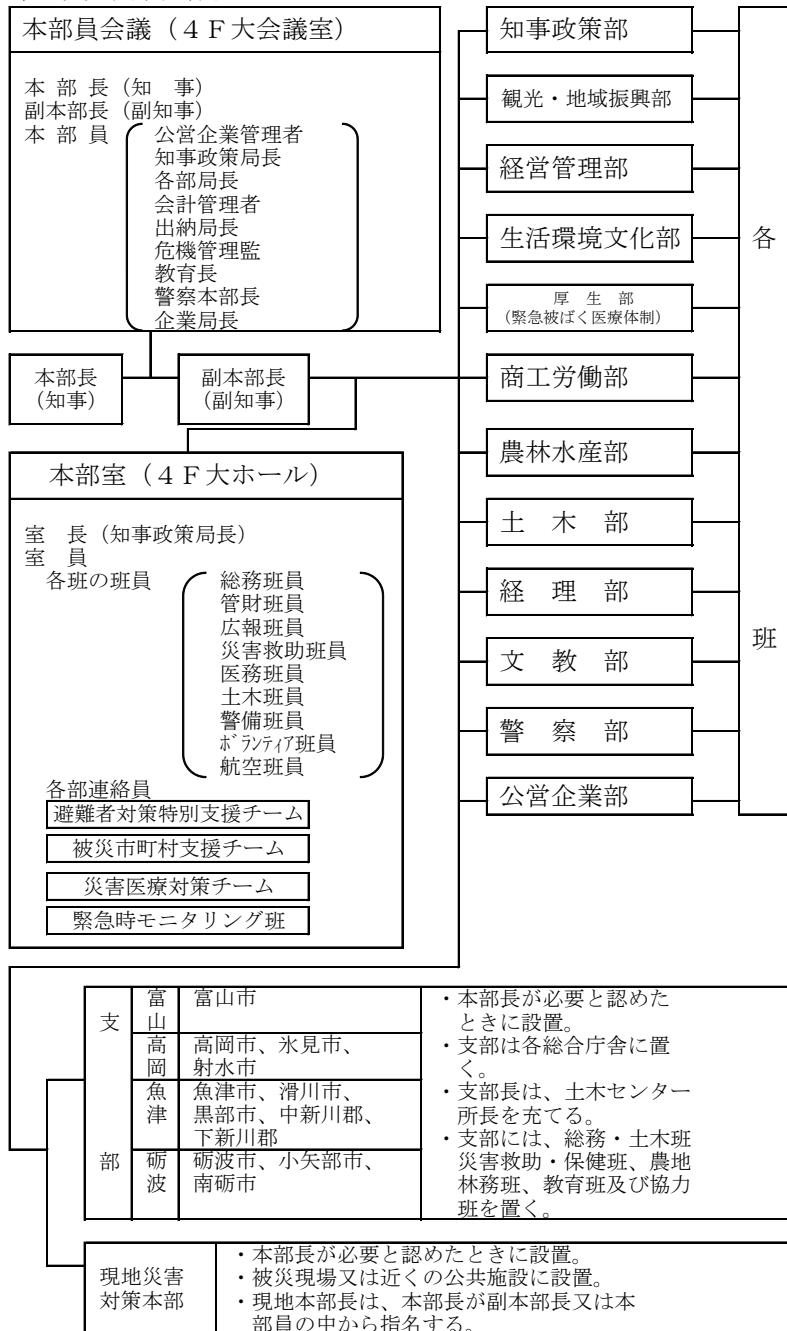 本部員会議（４Ｆ大会議室）
本 部 長（知　事）
副本部長（副知事）
本 部 員
公営企業管理者
知事政策局長
各部局長
会計管理者
出納局長
危機管理監
教育長
警察本部長
企業局長
本部長
（知事）
副本部長
（副知事）
本部室（４Ｆ大ホール）
室　長（知事政策局長）
室　員
各班の班員
総務班員
管財班員
広報班員
災害救助班員
医務班員
土木班員
警備班員
ﾎﾞﾗﾝﾃｨｱ班員
航空班員
各部連絡員
避難者対策特別支援チーム
被災市町村支援チーム
災害医療対策チーム
緊急時モニタリング班
知事政策部
観光・地域振興部
経営管理部
生活環境文化部
厚　生　部
（緊急被ばく医療体制）
商工労働部
農林水産部
土　木　部
経　理　部
文　教　部
警　察　部
公営企業部
各
班
支
部
富
山
富山市
高
岡
高岡市、氷見市、
射水市
魚
津
魚津市、滑川市、
黒部市、中新川郡、
下新川郡
砺
波
砺波市、小矢部市、
南砺市
・本部長が必要と認めた
ときに設置。
・支部は各総合庁舎に置
く。
・支部長は、土木センター
所長を充てる。
・支部には、総務・土木班
災害救助・保健班、農地
林務班、教育班及び協力
班を置く。
現地災害
対策本部
・本部長が必要と認めたときに設置。
・被災現場又は近くの公共施設に設置。
・現地本部長は、本部長が副本部長又は本
部員の中から指名する。